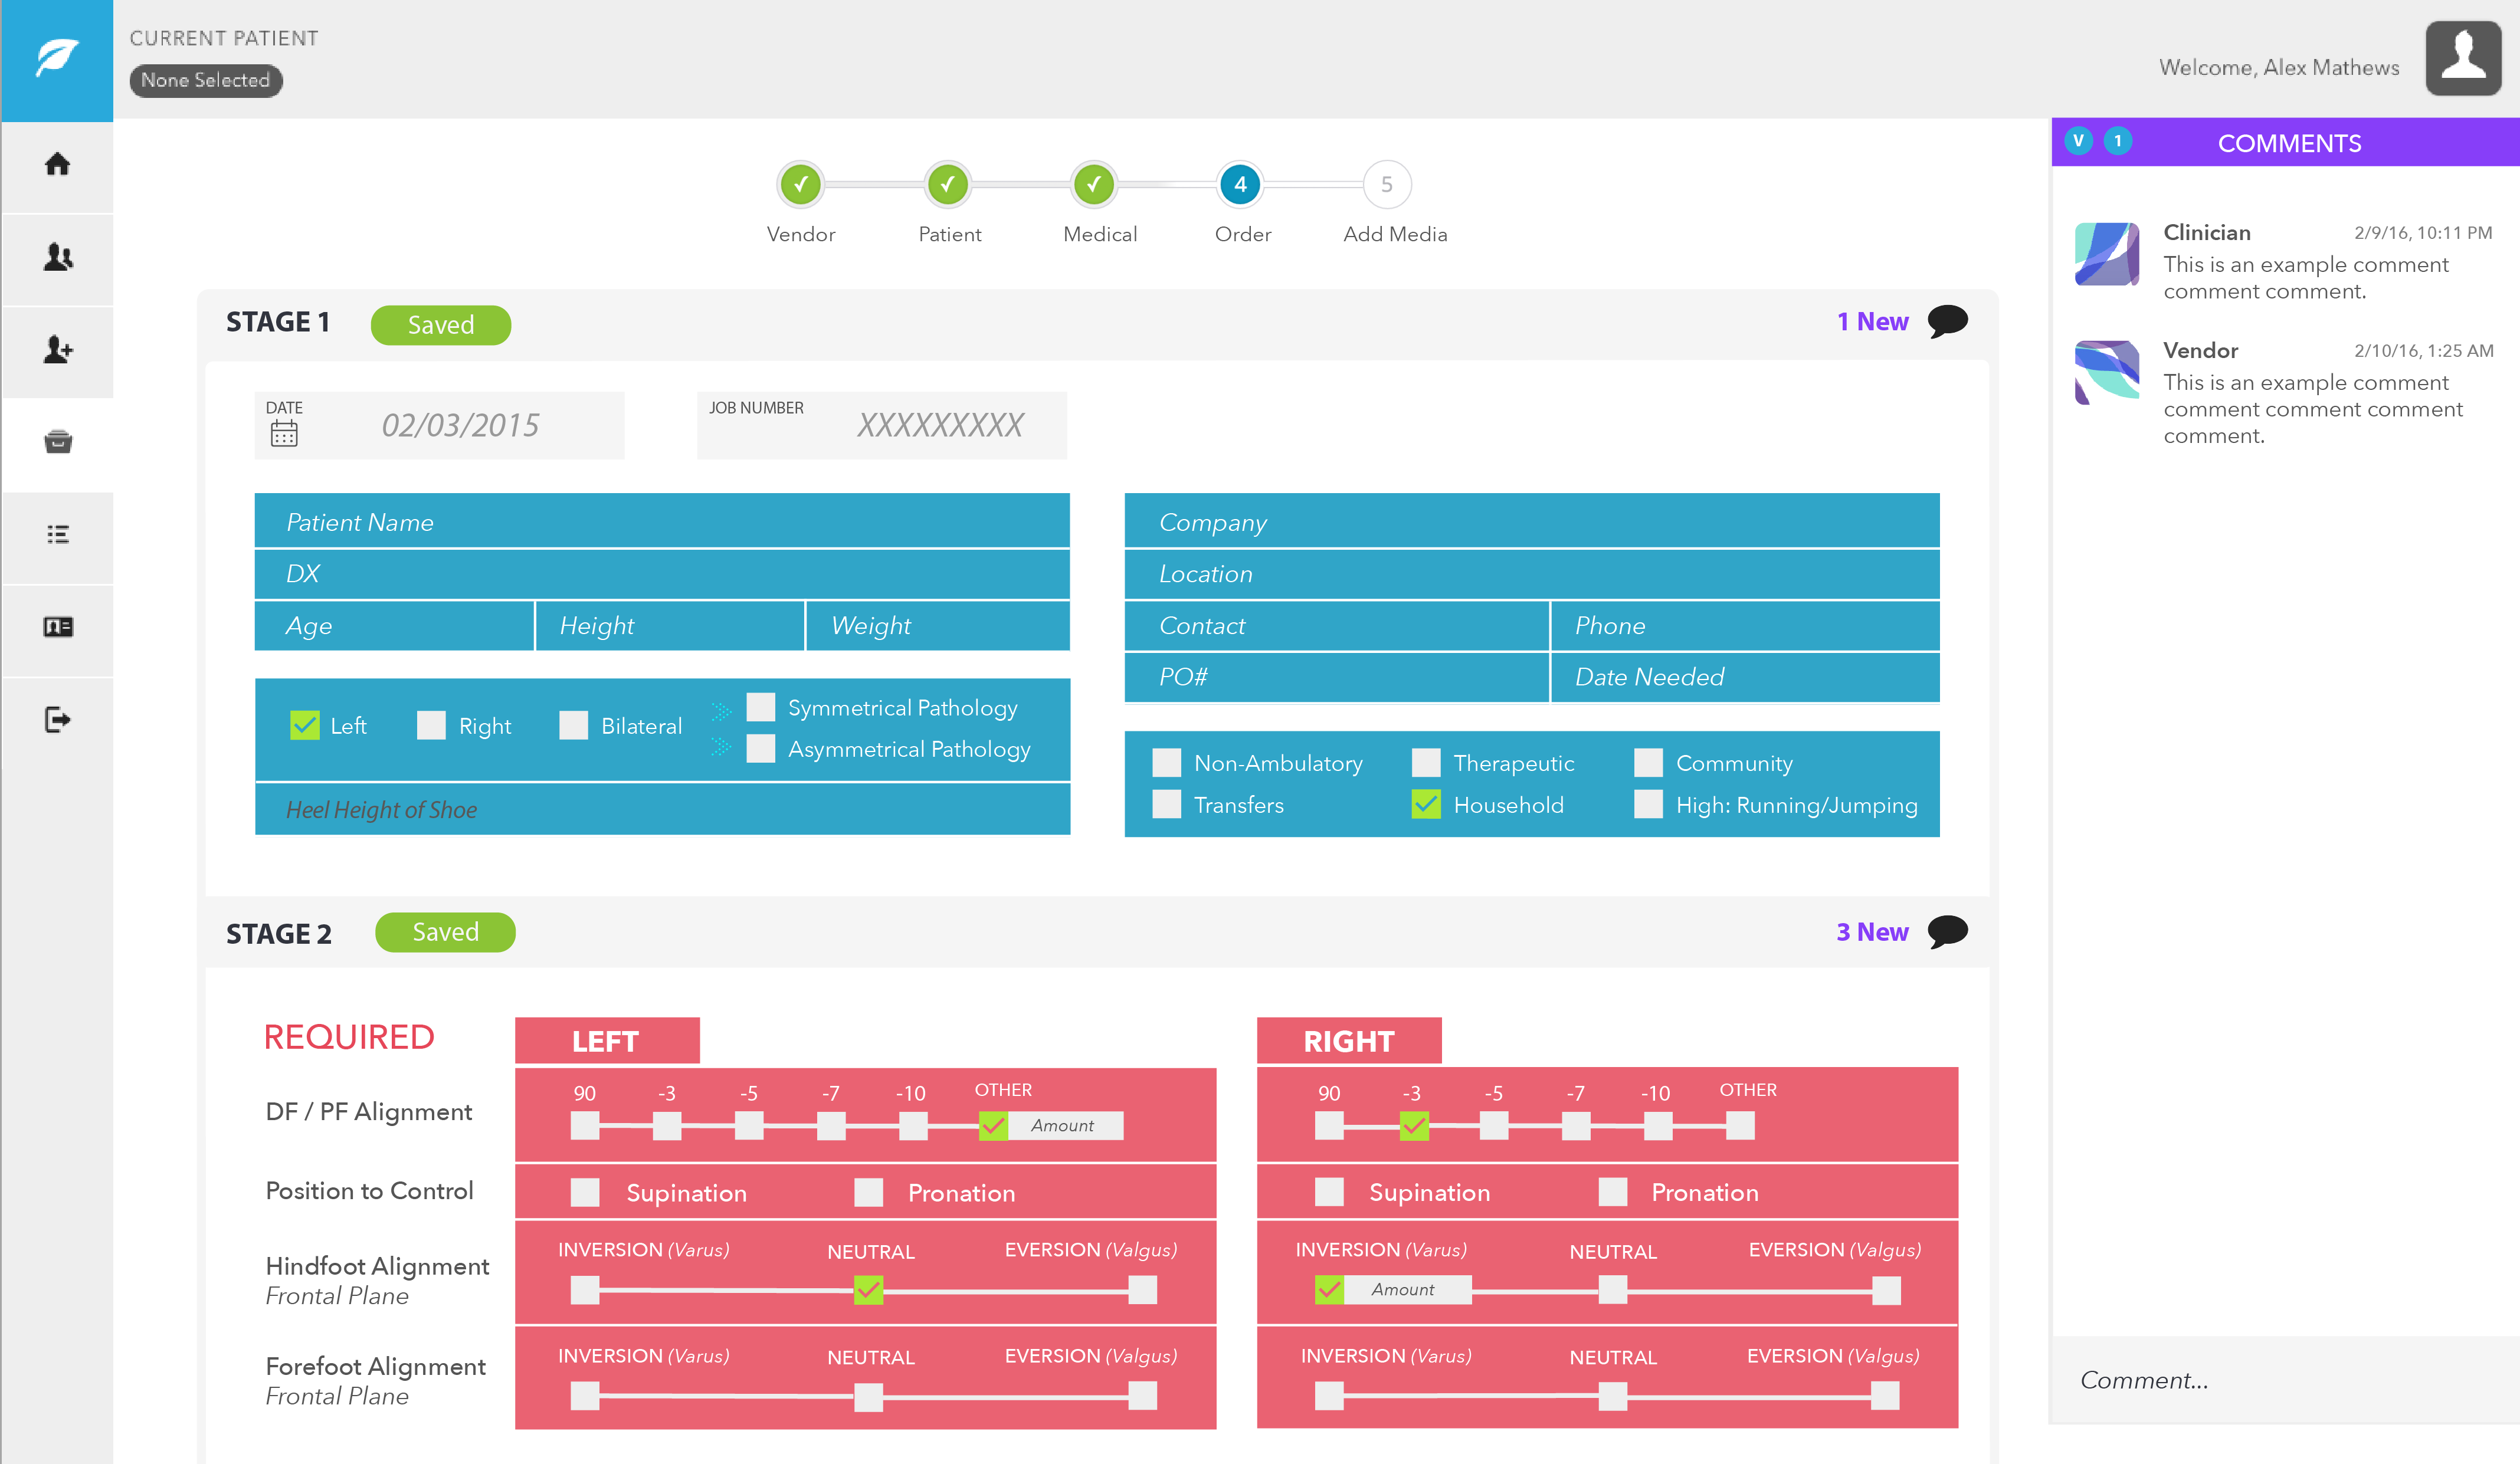 CURRENT PATIENT
None Selected
Welcome, Alex Mathews
4
5
Vendor
Patient
Medical
Order
Add Media
STAGE 1
Saved
1 New
DATE
02/03/2015
JOB NUMBER
XXXXXXXXX
Patient Name
DX
Age
Height
Weight
Left
Right
Bilateral
Symmetrical Pathology
Asymmetrical Pathology
Heel Height of Shoe
Company
Location
Contact
Phone
PO#
Date Needed
Non-Ambulatory
Therapeutic
Community
Transfers
Household
High: Running/Jumping
STAGE 2
Saved
3 New
REQUIRED
LEFT
RIGHT
DF / PF Alignment
90 -3 -5 -7 -10 OTHER
Amount
90 -3 -5 -7 -10 OTHER
Position to Control
Supination
Pronation
Supination
Pronation
Hindfoot Alignment
Frontal Plane
INVERSION (Varus)
NEUTRAL
EVERSION (Valgus)
INVERSION (Varus)
NEUTRAL
EVERSION (Valgus)
Amount
Forefoot Alignment
Frontal Plane
INVERSION (Varus)
NEUTRAL
EVERSION (Valgus)
INVERSION (Varus)
NEUTRAL
EVERSION (Valgus)
V
1
COMMENTS
Clinician
2/9/16, 10:11 PM
This is an example comment
comment comment.
Vendor
2/10/16, 1:25 AM
This is an example comment
comment comment comment
comment.
Comment...